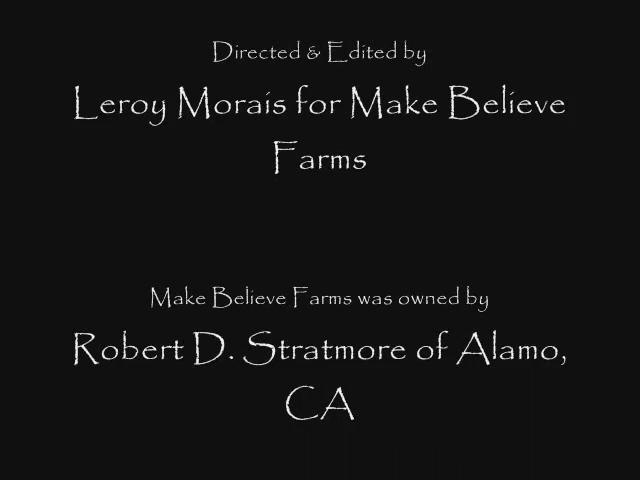 Directed & Edited by
Leroy Morais for Make Believe
Farms
Make Believe Farms was owned by
Robert D. Stratmore of Alamo,
CA